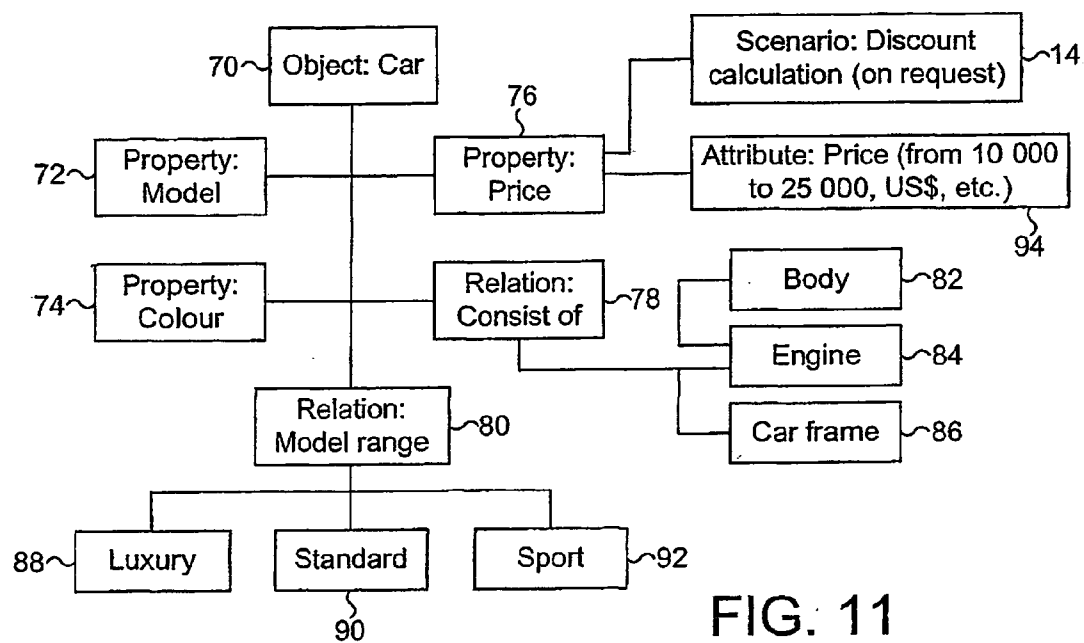 70
Object: Car
Scenario: Discount
calculation (on request)
14
76
72
Property:
Model
Property:
Price
Attribute: Price (from 10 000
to 25 000, US$, etc.)
94
74
Property:
Colour
Relation:
Consist of
78
Body
82
Engine
84
Car frame
86
Relation:
Model range
80
88
Luxury
Standard
90
Sport
92
FIG. 11